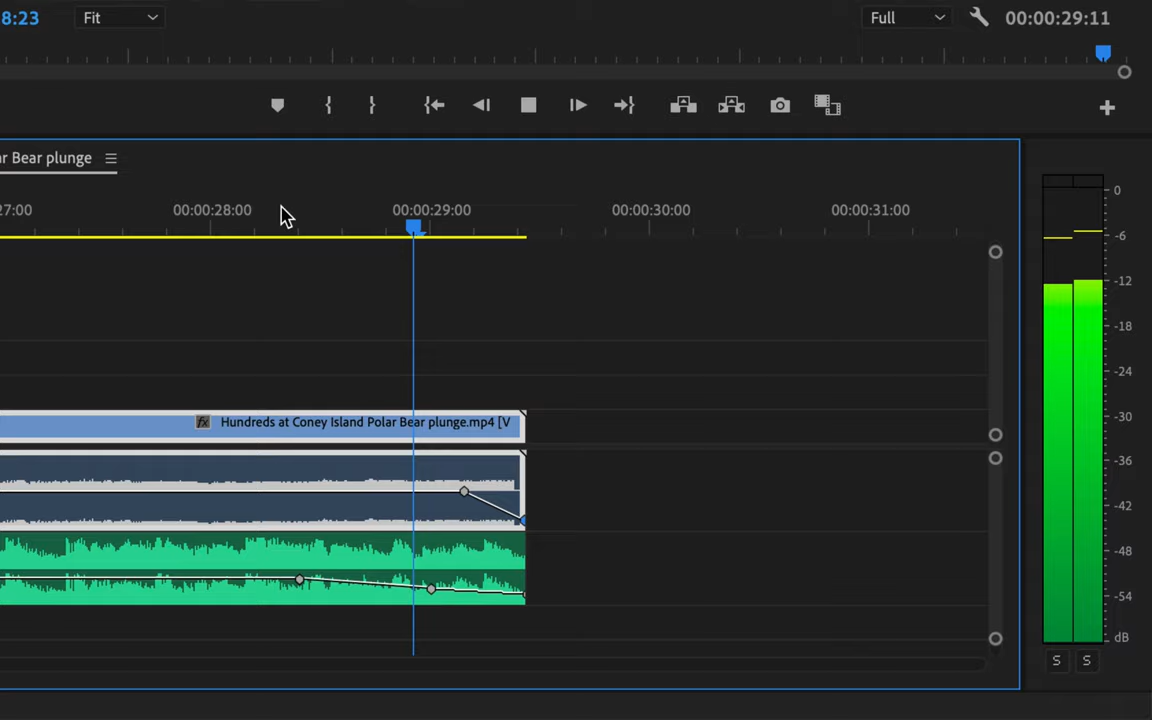 8:23
Fit
Full
00:00:29:11
ar Bear plunge
27:00
00:00:28:00
00:00:29:00
00:00:30:00
00:00:31:00
0
-6
-12
-18
-24
-30
-36
-42
-48
-54
dB
fx
Hundreds at Coney Island Polar Bear plunge.mp4 [V
S
S